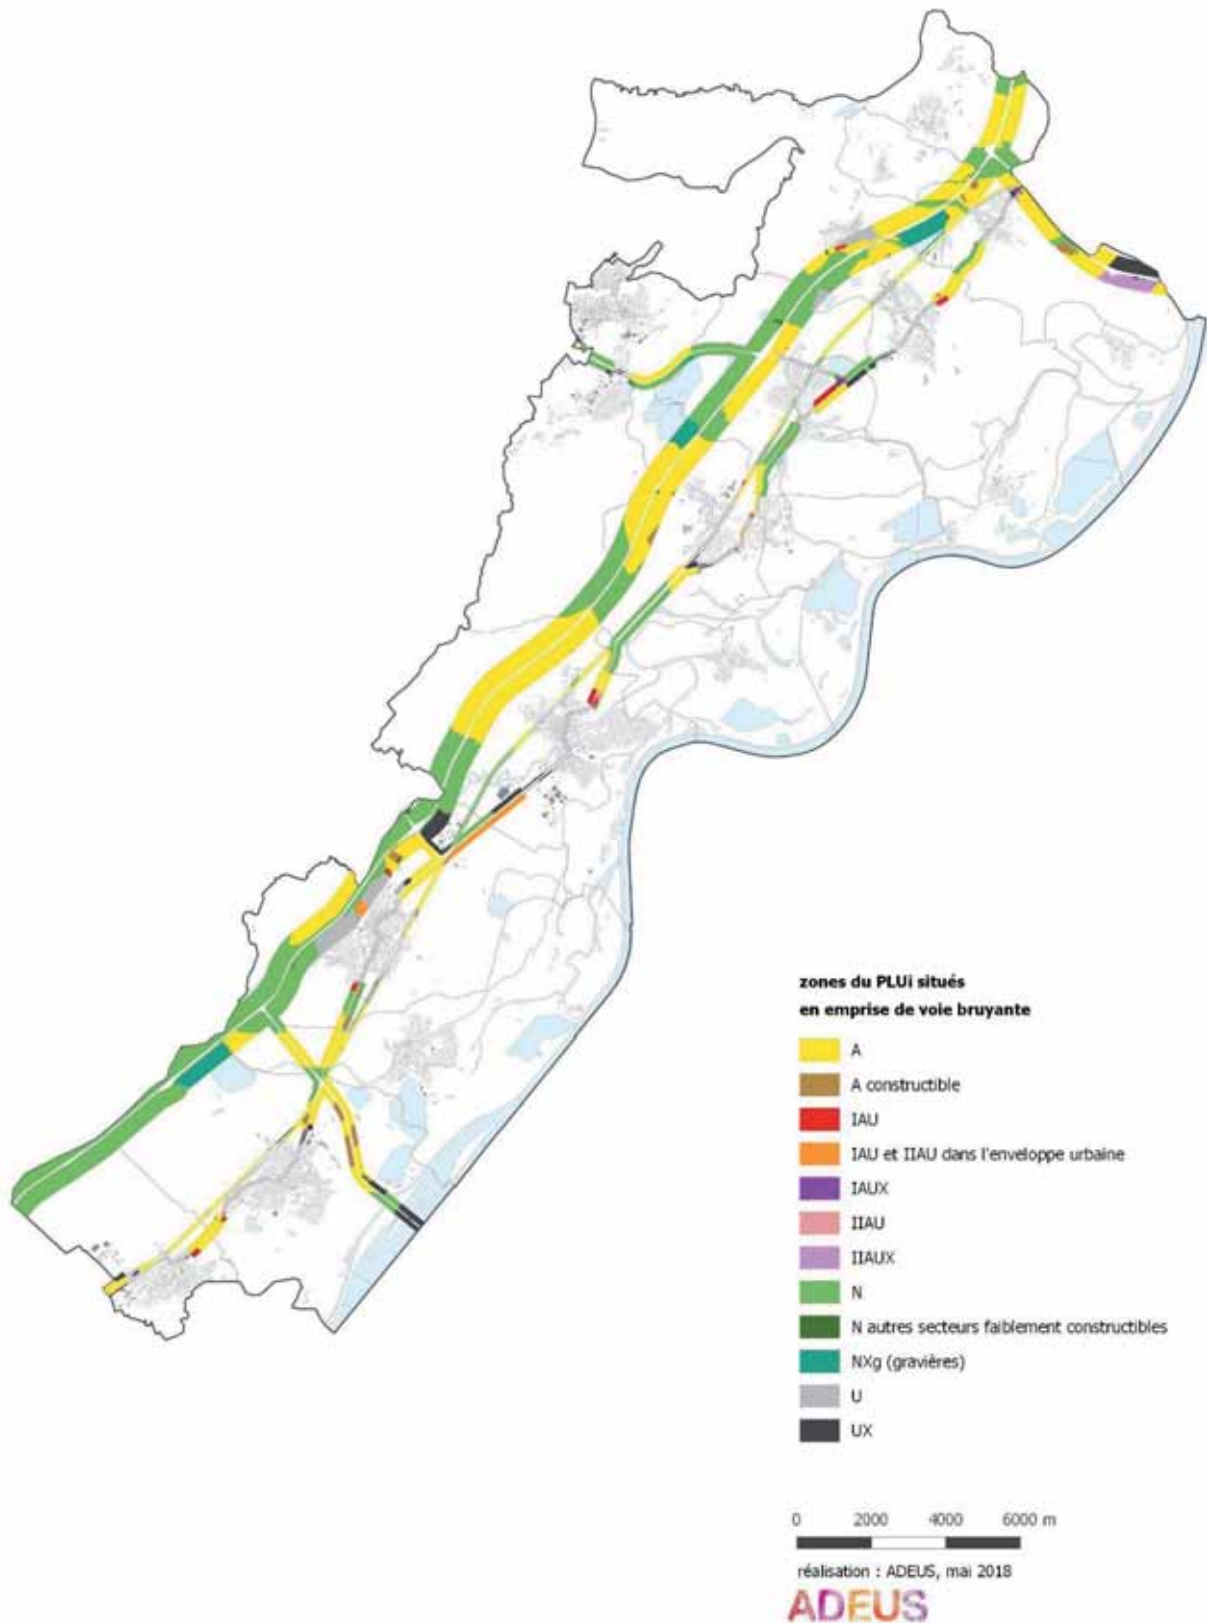 zones du PLUi situés
en emprise de voie bruyante
A
A constructible
IAU
IAU et IIAU dans l'enveloppe urbaine
IAUX
IIAU
IIAUX
N
N autres secteurs faiblement constructibles
NXg (gravières)
U
UX
0 2000 4000 6000 m
réalisation : ADEUS, mai 2018
ADEUS